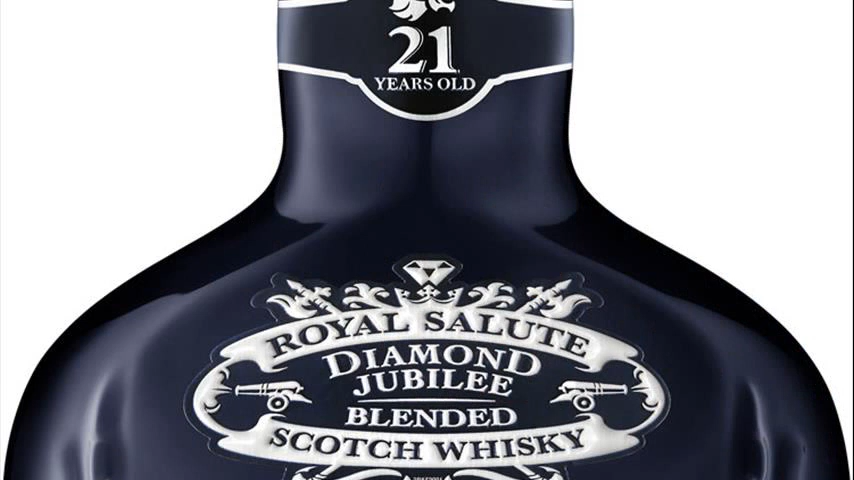 21
YEARS OLD
ROYAL SALUTE
DIAMOND
JUBILEE
BLENDED
SCOTCH WHISKY